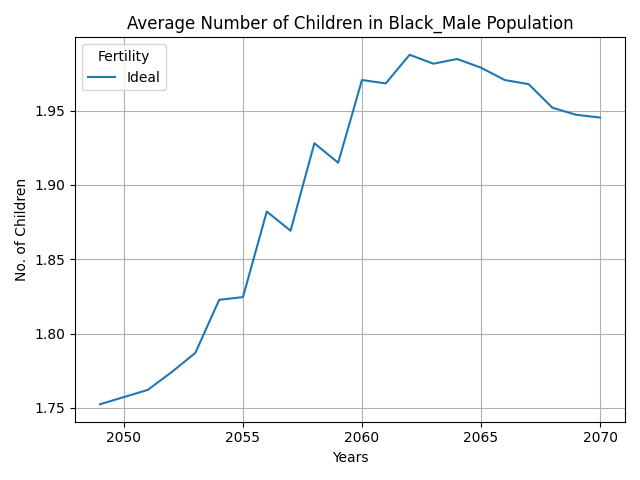 Average Number of Children in Black_Male Population
Fertility
Ideal
1.95
1.90
1.85
1.80
1.75
No. of Children
2050 2055 2060 2065 2070
Years